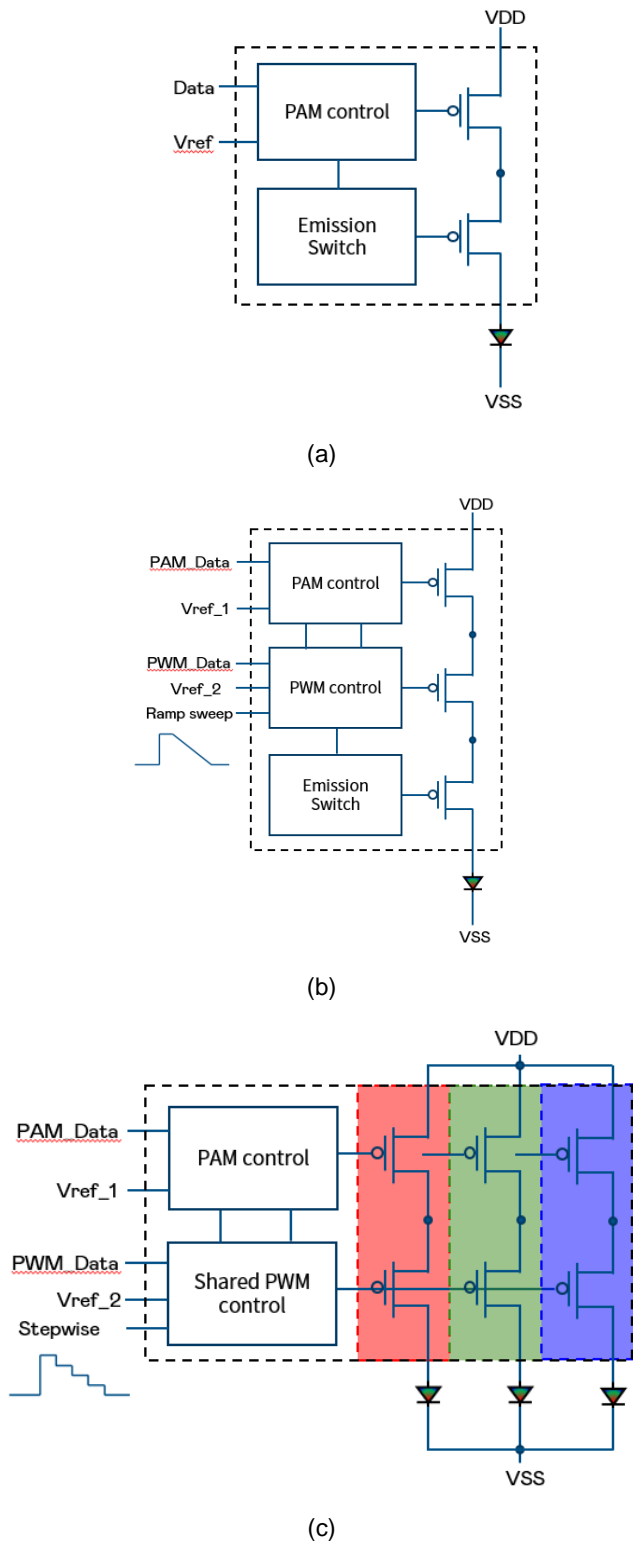 VDD
Data
PAM control
Vref
Emission
Switch
VSS
(a)
VDD
PAM_Data
PAM control
Vref_1
PWM_Data
PWM control
Vref_2
Ramp sweep
Emission
Switch
VSS
(b)
VDD
PAM_Data
PAM control
Vref_1
PWM_Data
Shared PWM
control
Vref_2
Stepwise
VSS
(c)